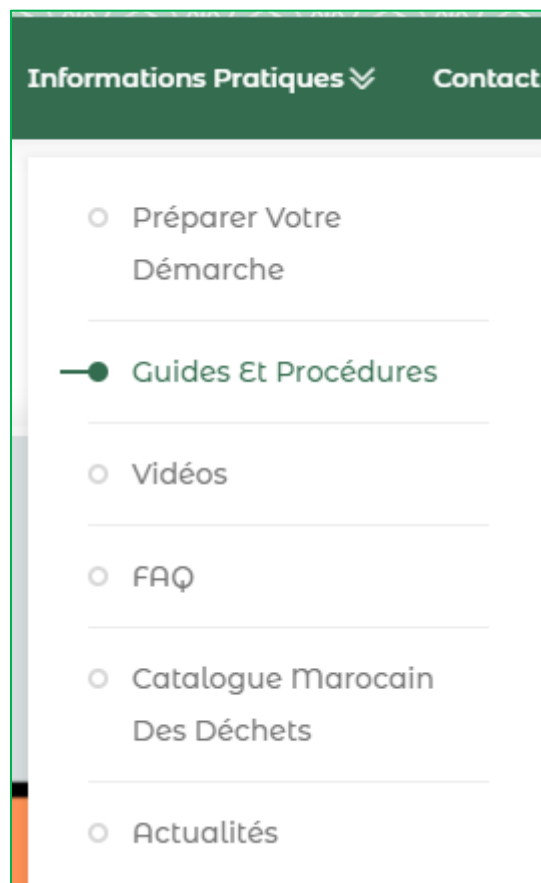 Informations Pratiques Contact
Préparer Votre
Démarche
Guides Et Procédures
Vidéos
FAQ
Catalogue Marocain
Des Déchets
Actualités